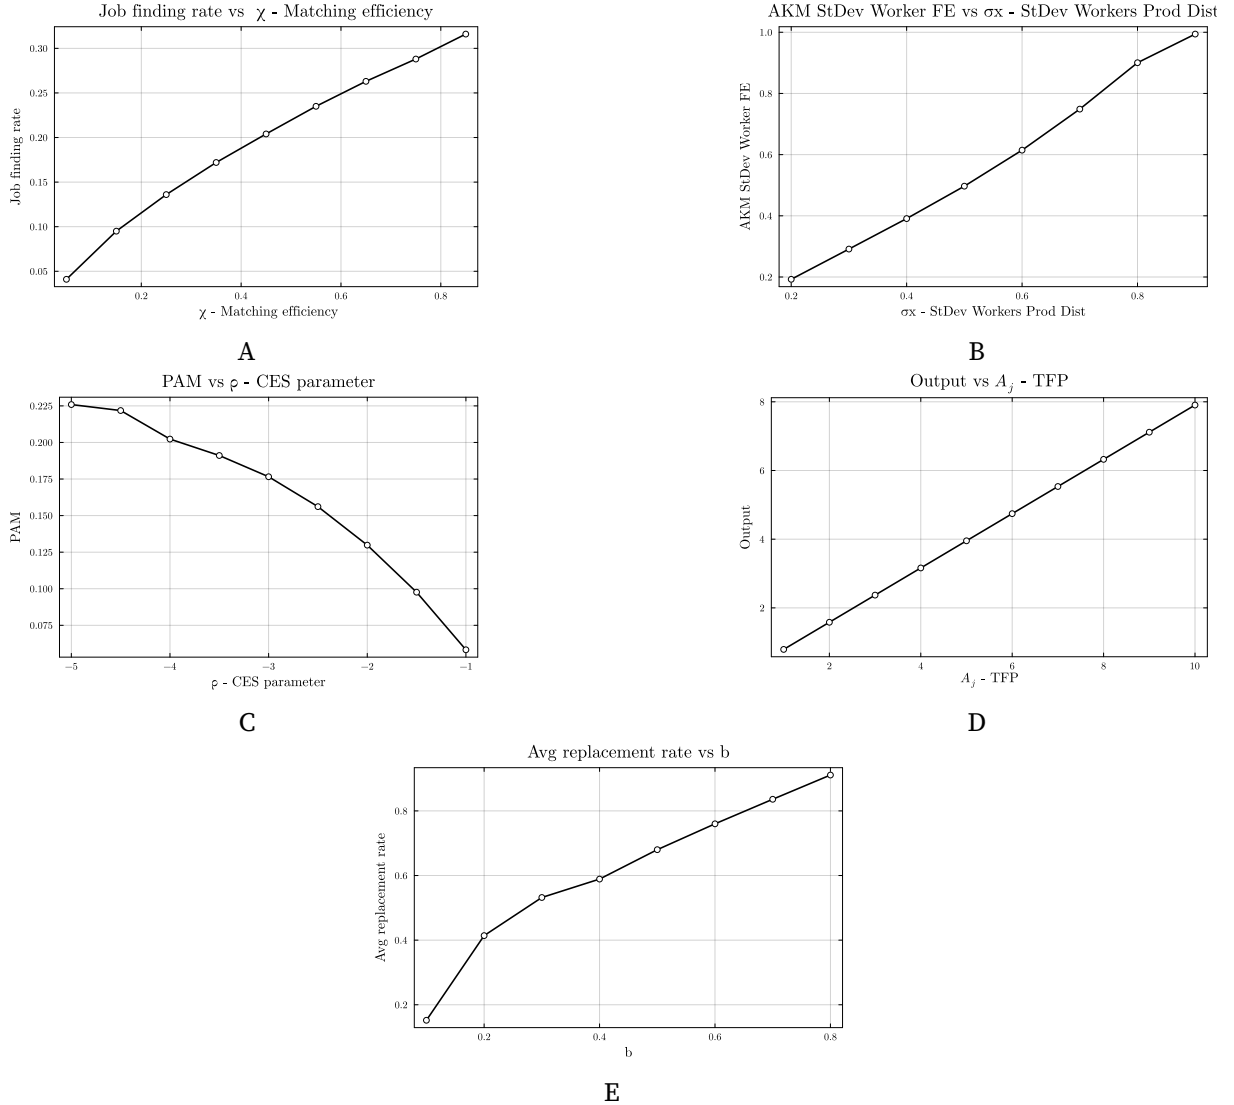 Job finding rate vs χ - Matching efficiency
Job finding rate
0.30
0.25
0.20
0.15
0.10
0.05
0.2 0.4 0.6 0.8
χ - Matching efficiency
A
AKM StDev Worker FE vs σx - StDev Workers Prod Dist
AKM StDev Worker FE
1.0
0.8
0.6
0.4
0.2
0.2 0.4 0.6 0.8
σx - StDev Workers Prod Dist
B
PAM vs ρ - CES parameter
PAM
0.225
0.200
0.175
0.150
0.125
0.100
0.075
−5 −4 −3 −2 −1
ρ - CES parameter
C
Output vs A_j - TFP
Output
8
6
4
2
2 4 6 8 10
A_j - TFP
D
Avg replacement rate vs b
Avg replacement rate
0.8
0.6
0.4
0.2
0.2 0.4 0.6 0.8
b
E